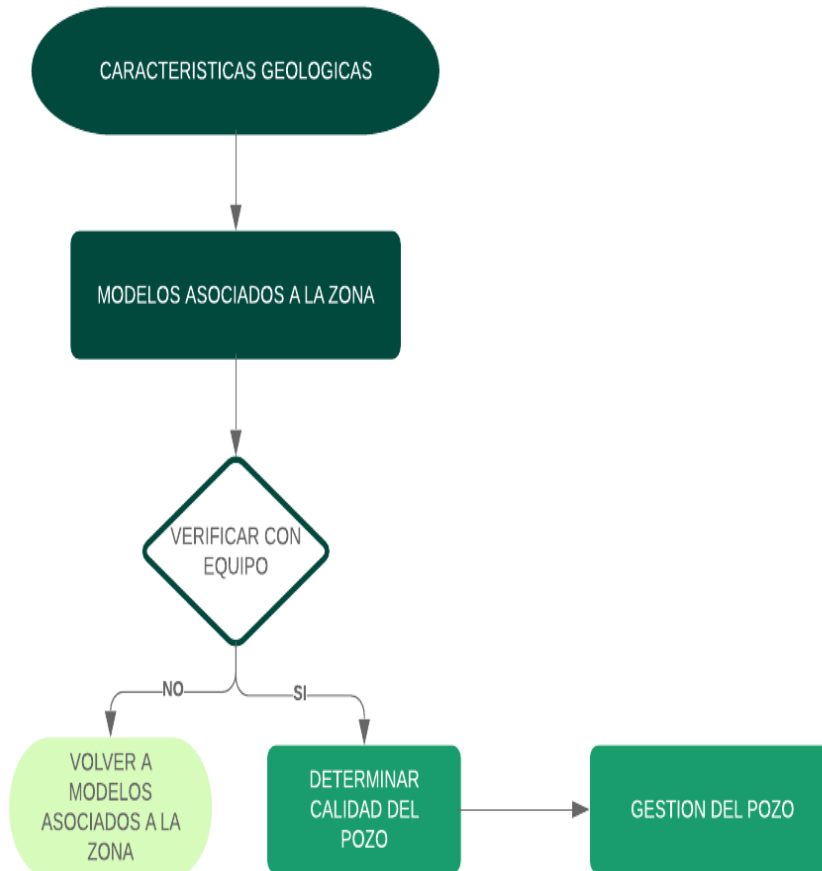 CARACTERISTICAS GEOLOGICAS
MODELOS ASOCIADOS A LA ZONA
VERIFICAR CON
EQUIPO
NO
SI
VOLVER A
MODELOS
ASOCIADOS A LA
ZONA
DETERMINAR
CALIDAD DEL
POZO
GESTION DEL POZO